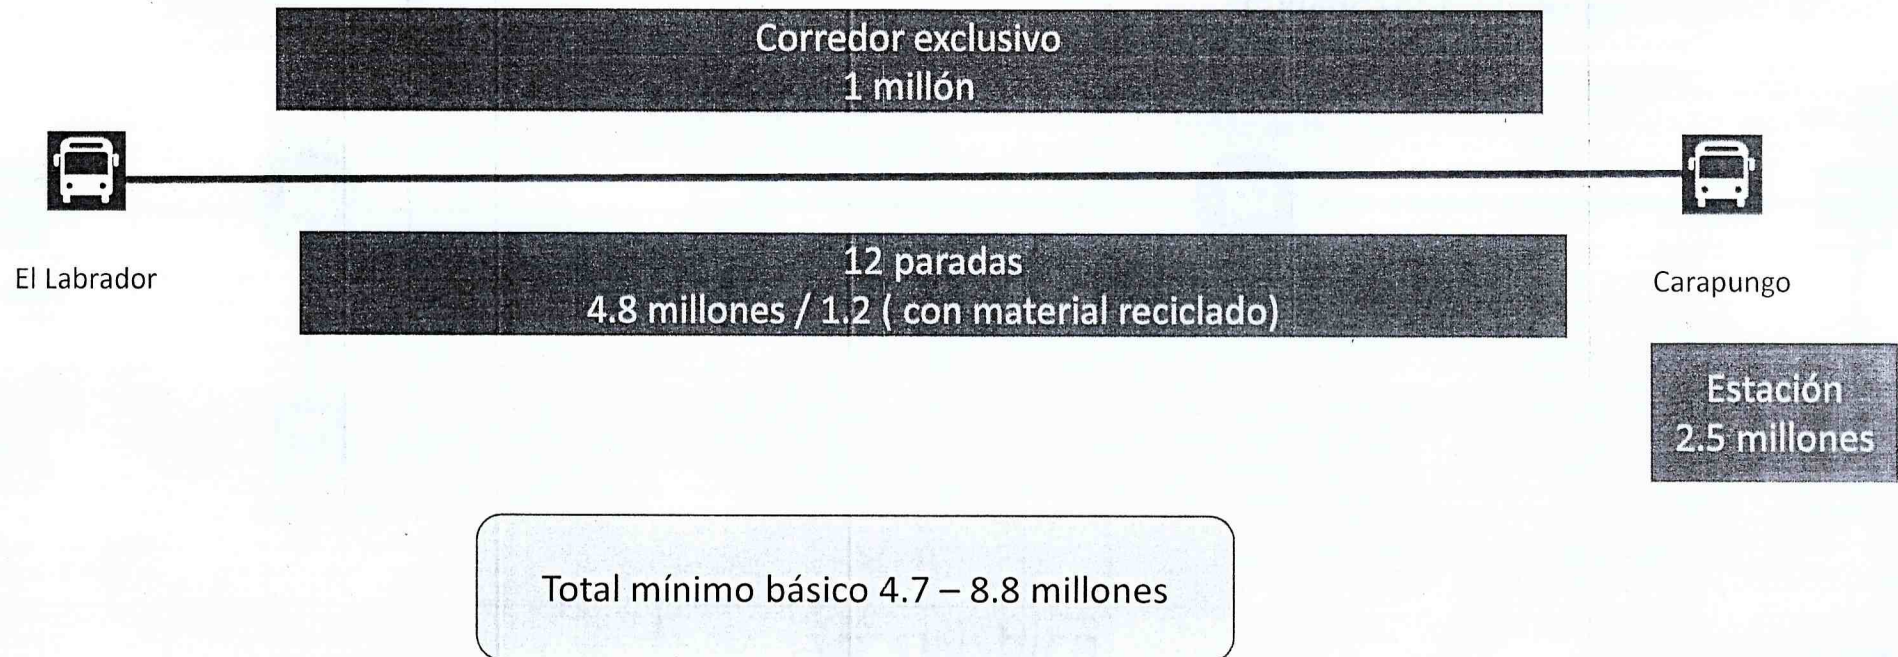 Corredor exclusivo
1 millón
El Labrador
12 paradas
4.8 millones / 1.2 ( con material reciclado)
Carapungo
Estación
2.5 millones
Total mínimo básico 4.7 – 8.8 millones